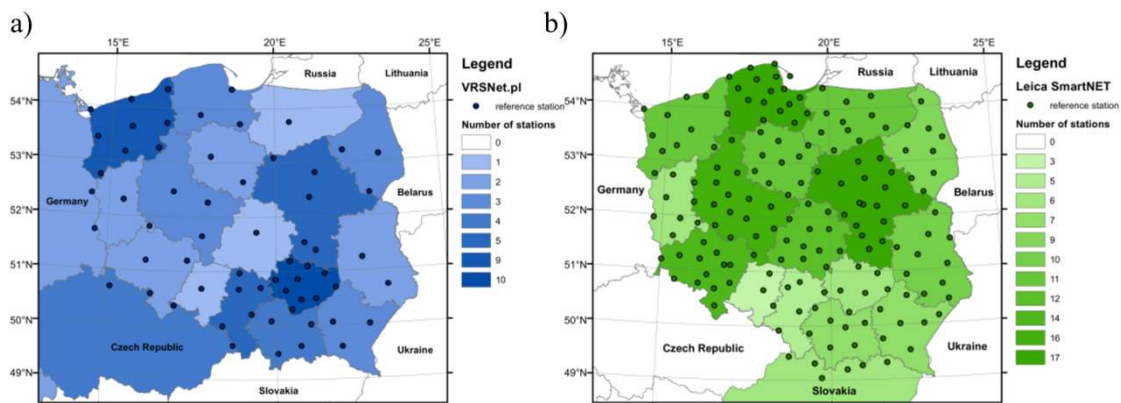 a)
15°E
20°E
25°E
54°N
53°N
52°N
51°N
50°N
49°N
Russia
Lithuania
Belarus
Ukraine
Slovakia
Czech Republic
Germany
Legend
VRSNet.pl
reference station
Number of stations
0
1
2
3
4
5
9
10
b)
15°E
20°E
25°E
54°N
53°N
52°N
51°N
50°N
49°N
Russia
Lithuania
Belarus
Ukraine
Slovakia
Czech Republic
Germany
Legend
Leica SmartNET
reference station
Number of stations
0
3
5
6
7
9
10
11
12
14
16
17